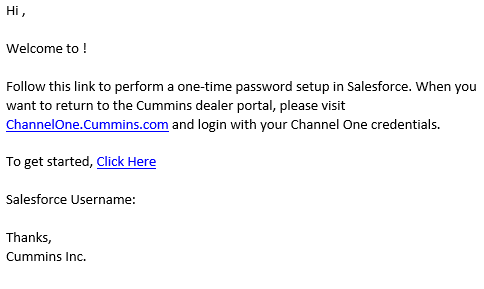 Hi ,
Welcome to !
Follow this link to perform a one-time password setup in Salesforce. When you
want to return to the Cummins dealer portal, please visit
ChannelOne.Cummins.com and login with your Channel One credentials.
To get started, Click Here
Salesforce Username:
Thanks,
Cummins Inc.